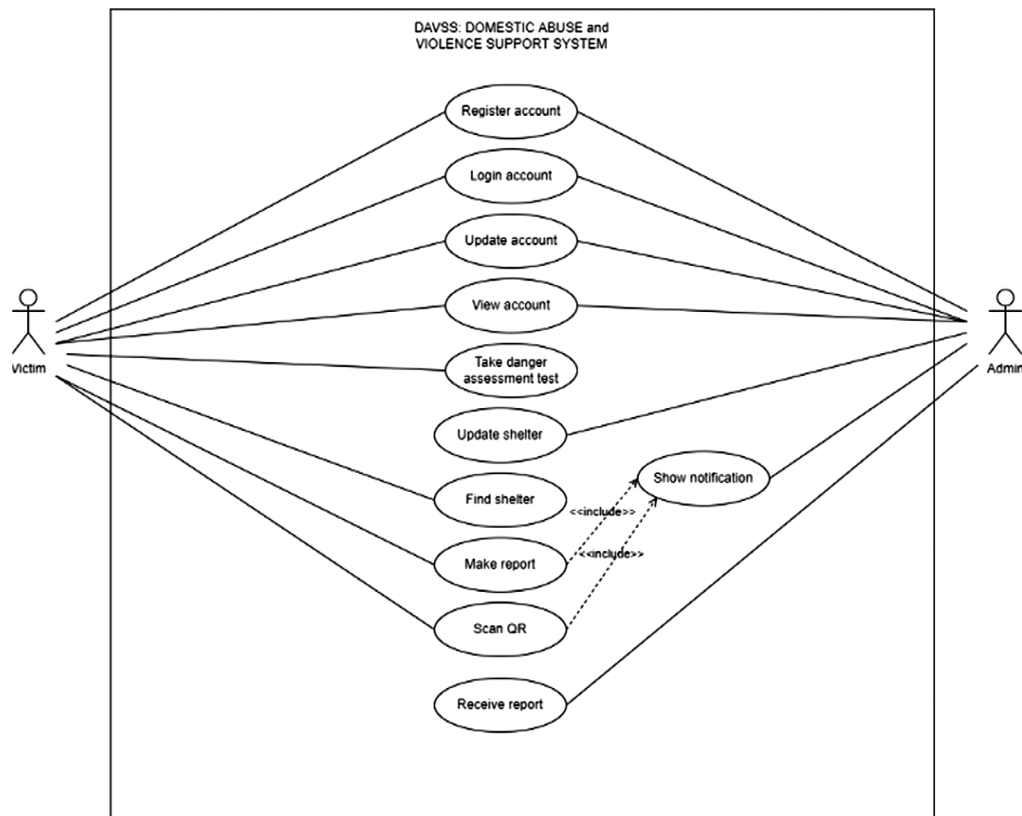 DAVSS: DOMESTIC ABUSE and
VIOLENCE SUPPORT SYSTEM
Register account
Login account
Update account
View account
Victim
Admin
Take danger
assessment test
Update shelter
Show notification
Find shelter
<<include>>
<<include>>
Make report
Scan QR
Receive report